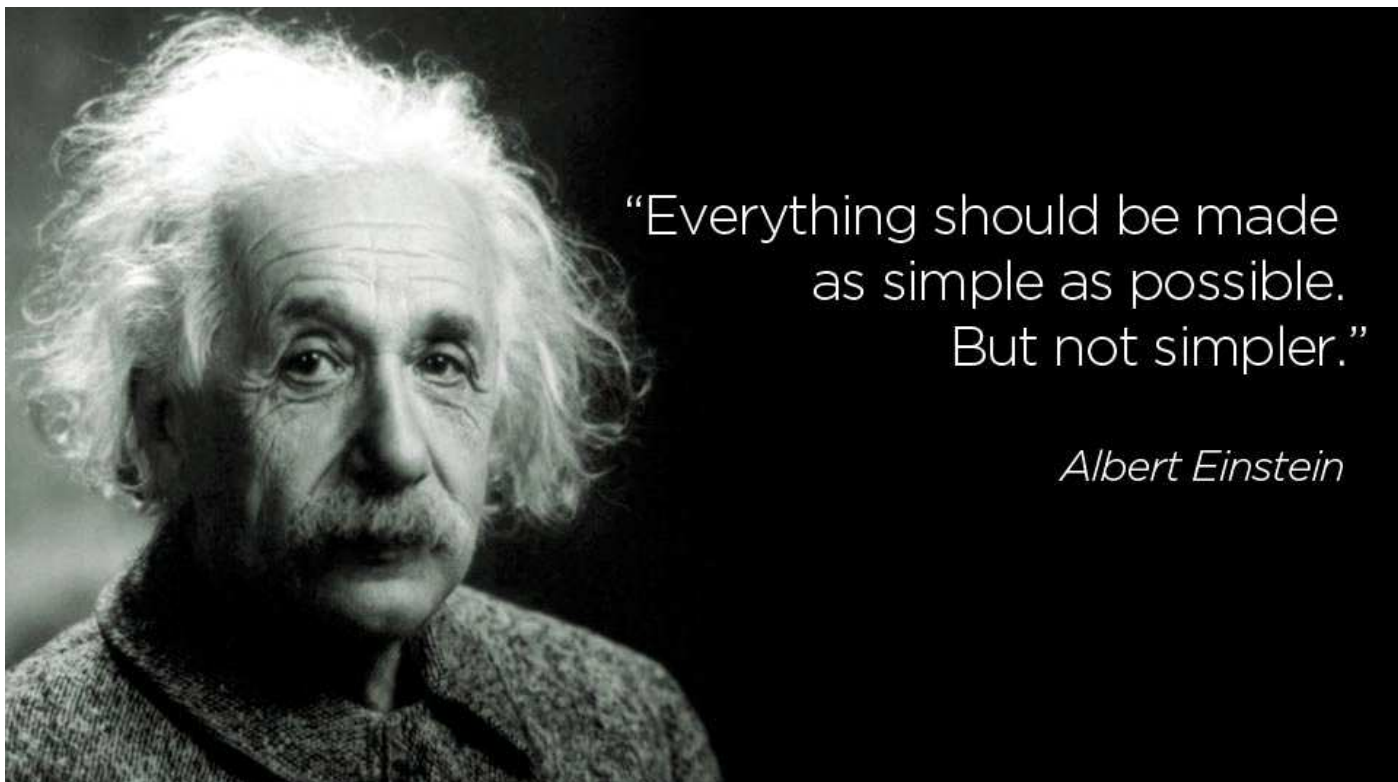 “Everything should be made
as simple as possible.
But not simpler.”
Albert Einstein